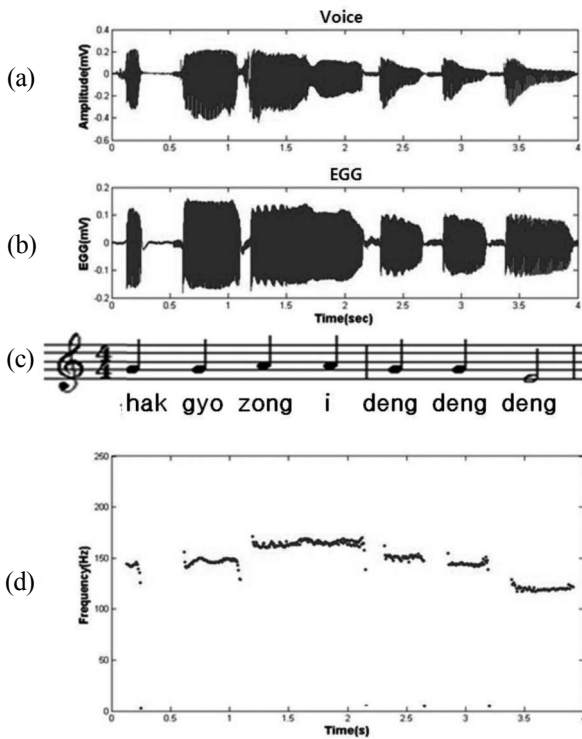 Voice
(a)
Amplitude(mV)
0.4
0.2
0
-0.2
-0.4
-0.6
0 0.5 1 1.5 2 2.5 3 3.5 4
EGG
(b)
EGG(mV)
0.2
0.1
0
-0.1
-0.2
0 0.5 1 1.5 2 2.5 3 3.5 4
Time(sec)
(c)
4
4
hak gyo zong i deng deng deng
(d)
Frequency(Hz)
250
200
150
100
50
0
0 0.5 1 1.5 2 2.5 3 3.5 4
Time(s)